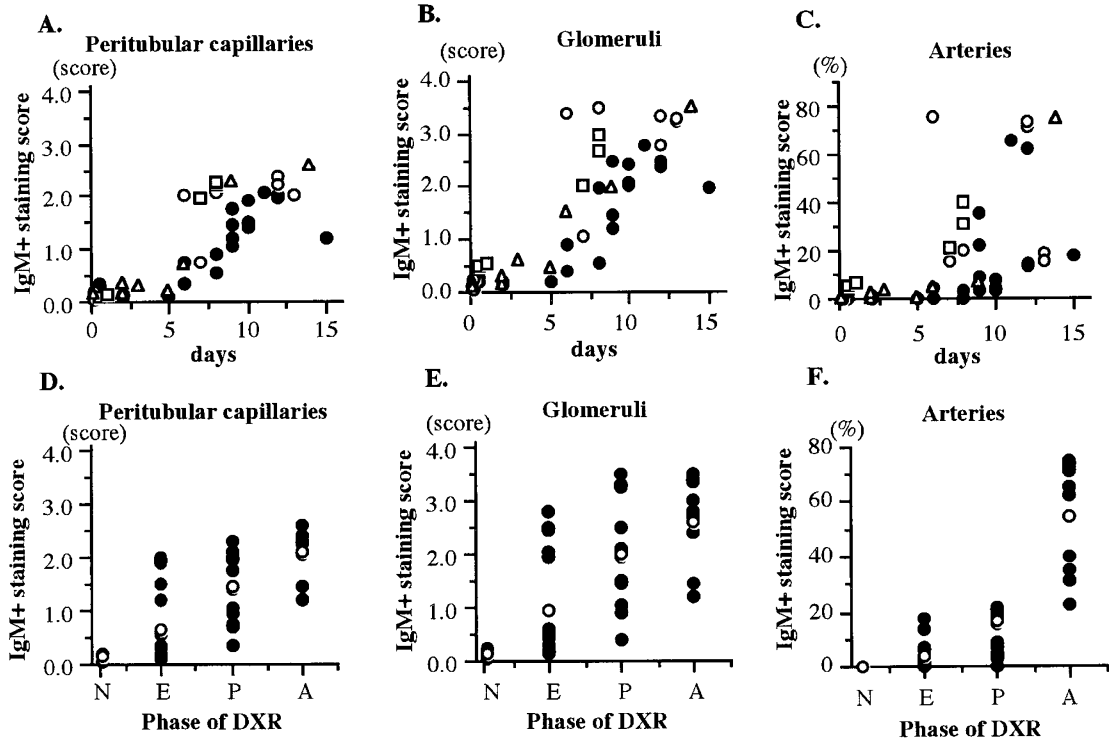 A.
Peritubular capillaries
(score)
IgM+ staining score
4.0
3.0
2.0
1.0
0.0
0
5
10
15
days
B.
Glomeruli
(score)
IgM+ staining score
4.0
3.0
2.0
1.0
0.0
0
5
10
15
days
C.
Arteries
(%)
IgM+ staining score
80
60
40
20
0
0
5
10
15
days
D.
Peritubular capillaries
(score)
IgM+ staining score
4.0
3.0
2.0
1.0
0.0
N E P A
Phase of DXR
E.
Glomeruli
(score)
IgM+ staining score
4.0
3.0
2.0
1.0
0.0
N E P A
Phase of DXR
F.
Arteries
(%)
IgM+ staining score
80
60
40
20
0
N E P A
Phase of DXR